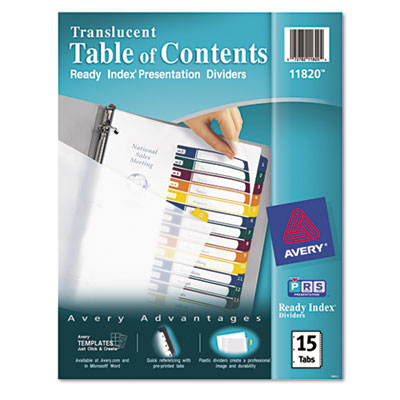 Translucent
Table of Contents
Ready Index® Presentation Dividers
11820™
National
Sales
Meeting
AVERY
PRS
PRESENTATION
Ready Index®
Dividers
15
Tabs
Avery Advantages
Avery
TEMPLATES
Just Click & Create™
Available at Avery.com and
in Microsoft® Word
Quick referencing with
pre-printed tabs
Plastic dividers create a professional
image and durability